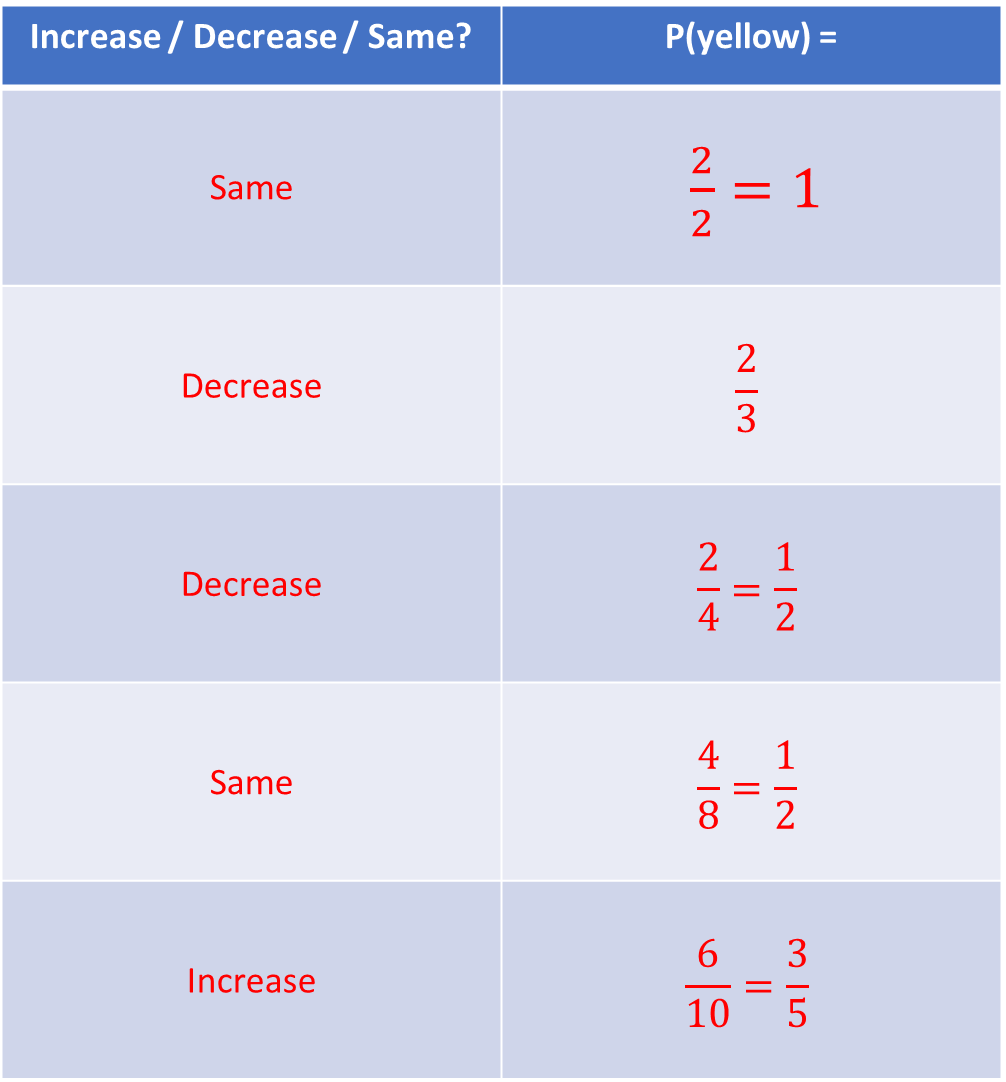 Increase / Decrease / Same? P(yellow) =
Same 2/2 = 1
Decrease 2/3
Decrease 2/4 = 1/2
Same 4/8 = 1/2
Increase 6/10 = 3/5